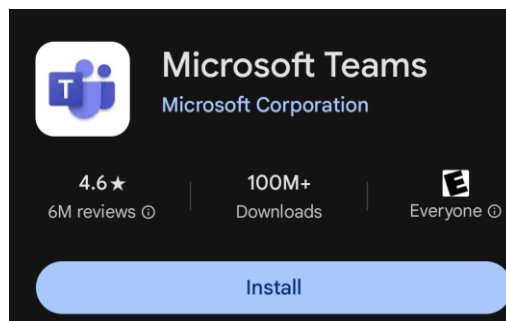 T
Microsoft Teams
Microsoft Corporation
4.6★ 100M+ E
6M reviews ⓘ Downloads Everyone ⓘ
Install